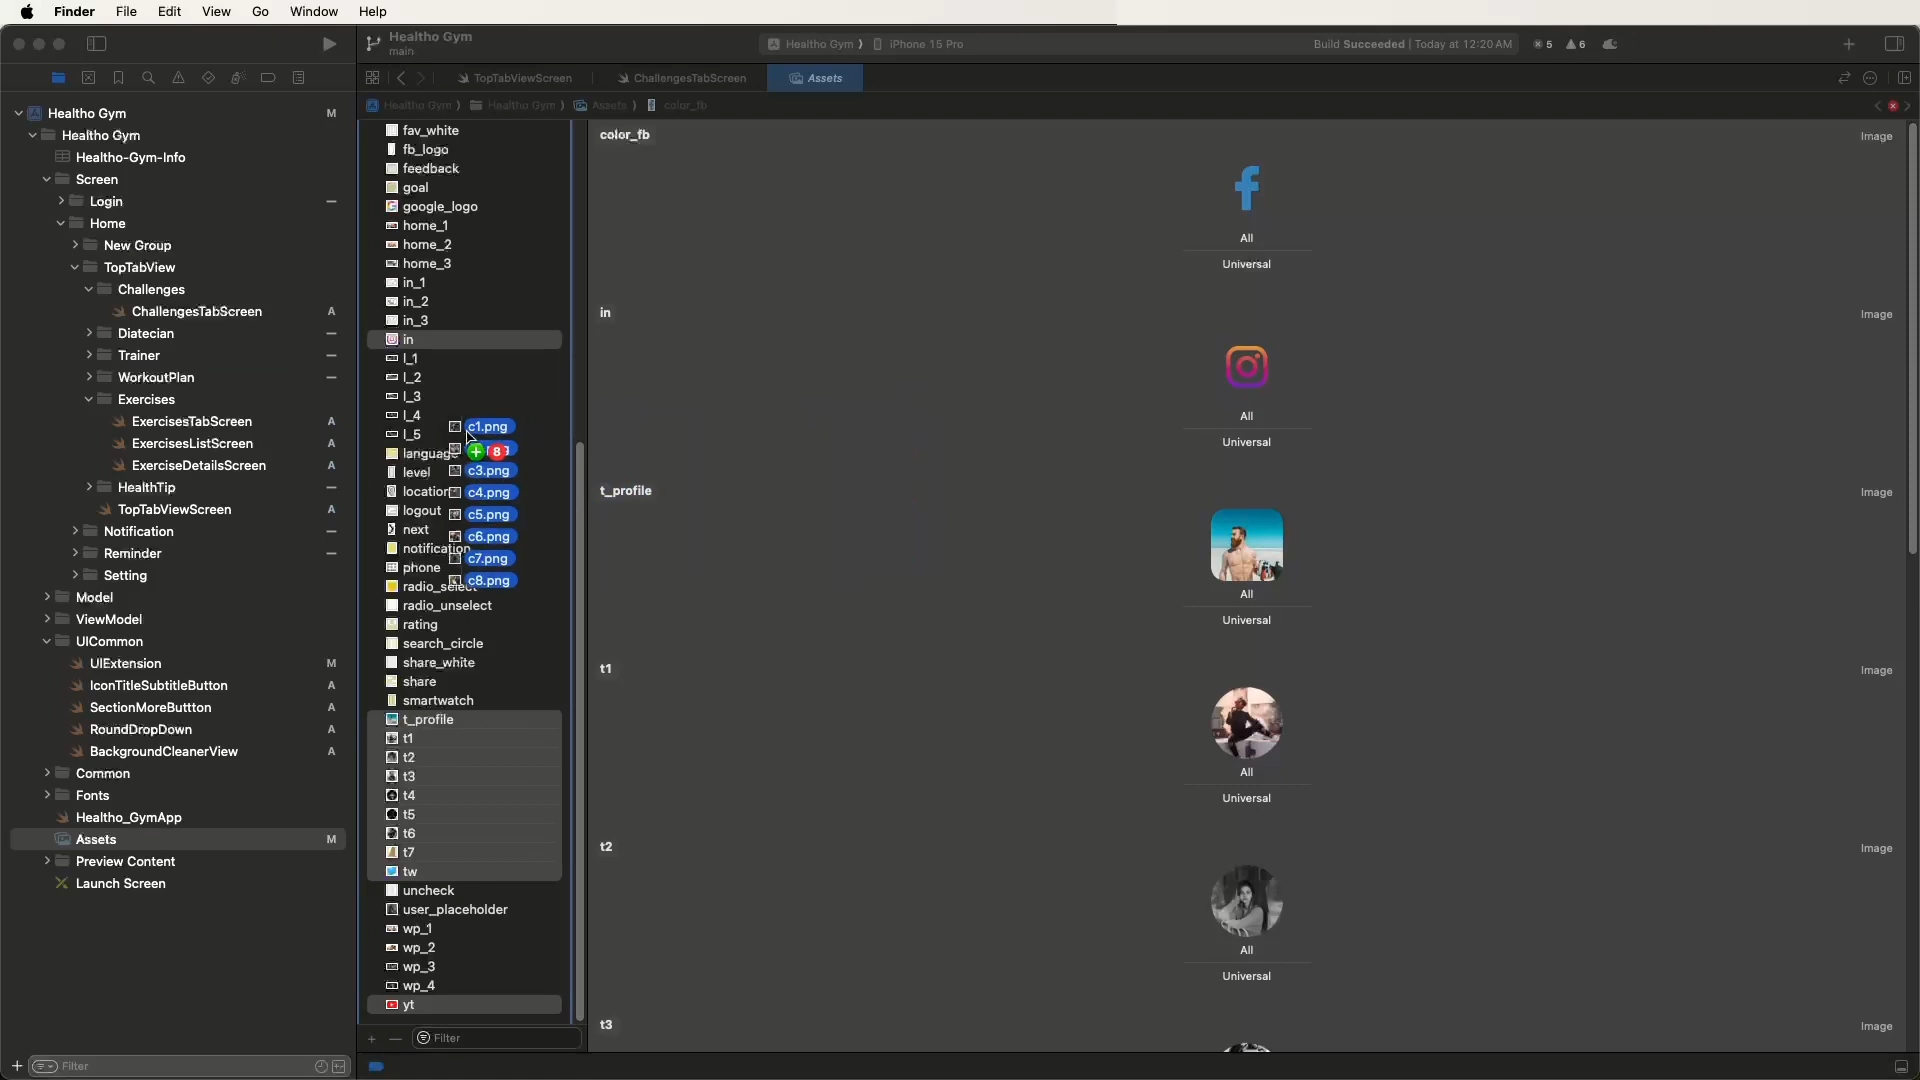 Finder File Edit View Go Window Help
Healtho Gym
main
Healtho Gym
iPhone 15 Pro
Build Succeeded | Today at 12:20 AM
5
6
TopTabViewScreen
ChallengesTabScreen
Assets
Healtho Gym
Healtho Gym
Assets
color_fb
Healtho Gym M
Healtho Gym
Healtho-Gym-Info
Screen
Login
Home
New Group
TopTabView
Challenges
ChallengesTabScreen A
Diatecian
Trainer
WorkoutPlan
Exercises
ExercisesTabScreen A
ExercisesListScreen A
ExerciseDetailsScreen A
HealthTip
TopTabViewScreen A
Notification
Reminder
Setting
Model
ViewModel
UICommon
UIExtension M
IconTitleSubtitleButton A
SectionMoreButtton A
RoundDropDown A
BackgroundCleanerView A
Common
Fonts
Healtho_GymApp
Assets M
Preview Content
Launch Screen
Filter
fav_white
fb_logo
feedback
goal
google_logo
home_1
home_2
home_3
in_1
in_2
in_3
in
l_1
l_2
l_3
l_4
l_5
language
level
location
logout
next
notification
phone
radio_select
radio_unselect
rating
search_circle
share_white
share
smartwatch
t_profile
t1
t2
t3
t4
t5
t6
t7
tw
uncheck
user_placeholder
wp_1
wp_2
wp_3
wp_4
yt
Filter
c1.png
8
c3.png
c4.png
c5.png
c6.png
c7.png
c8.png
color_fb Image
All
Universal
in Image
All
Universal
t_profile Image
All
Universal
t1 Image
All
Universal
t2 Image
All
Universal
t3 Image